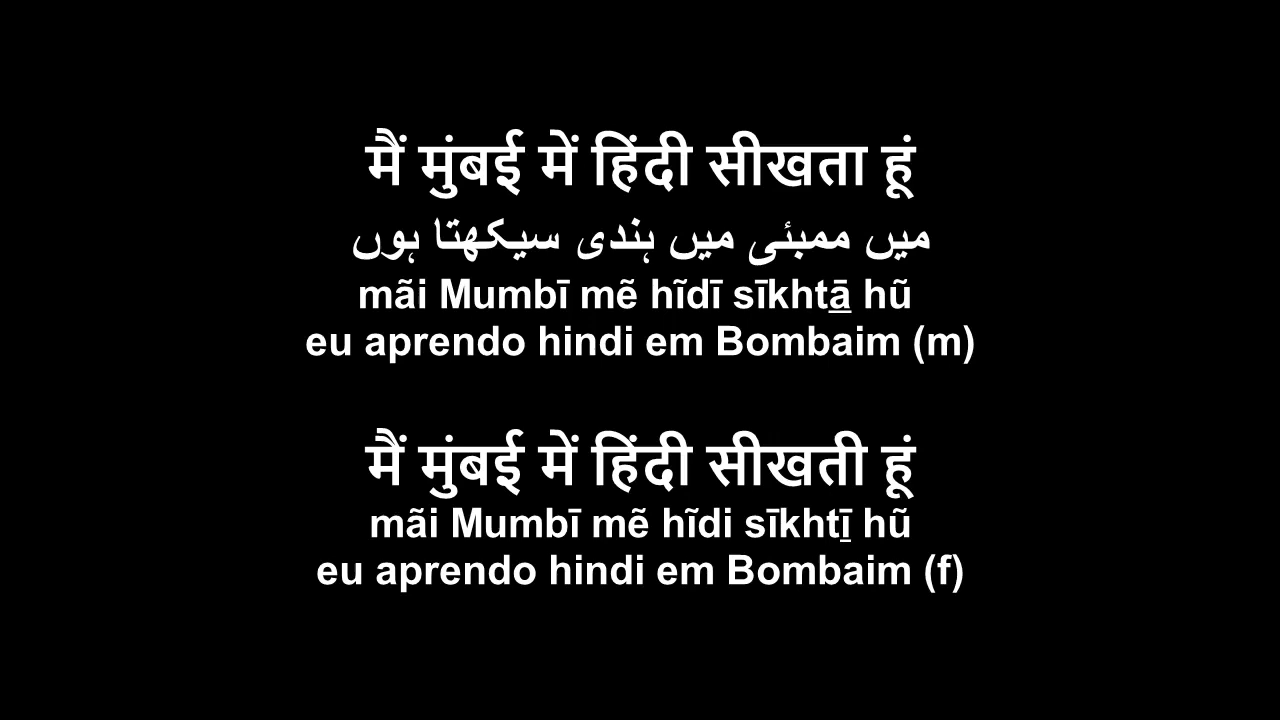 मैं मुंबई में हिंदी सीखता हूं
میں ممبئی میں ہندی سیکھتا ہوں
mãi Mumbī mẽ hĩdī sīkhtā hũ
eu aprendo hindi em Bombaim (m)
मैं मुंबई में हिंदी सीखती हूं
mãi Mumbī mẽ hĩdi sīkhtī hũ
eu aprendo hindi em Bombaim (f)